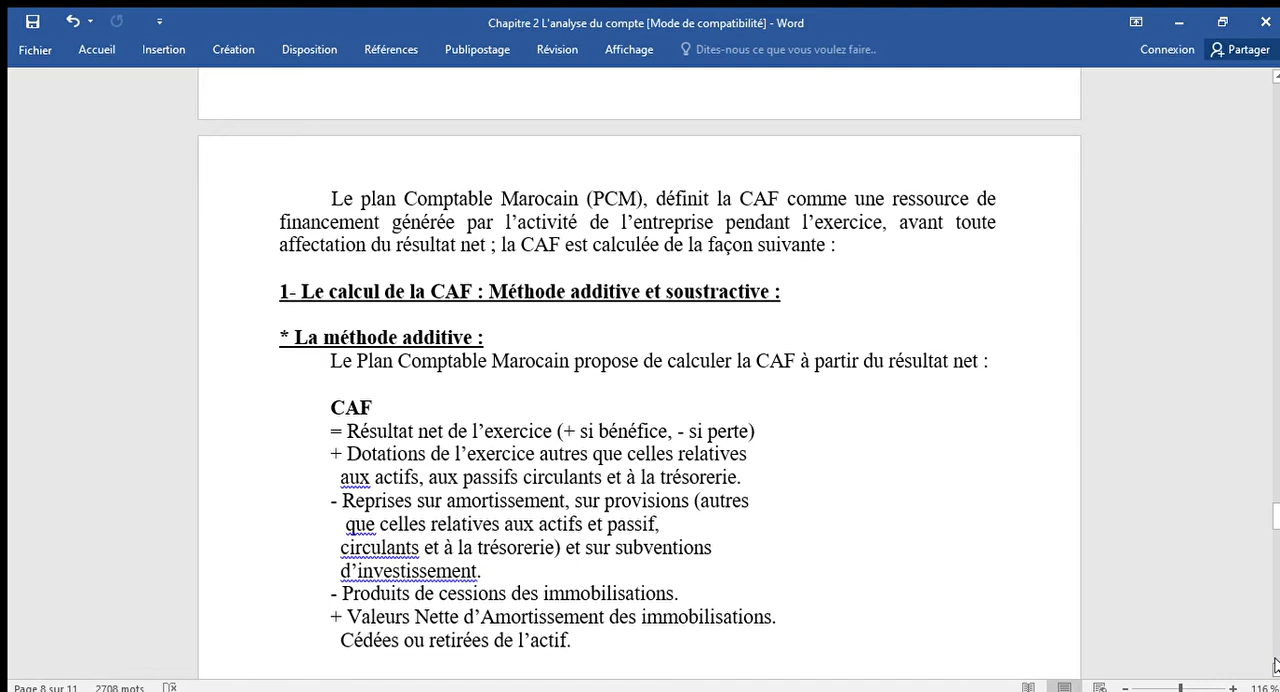 Chapitre 2 L'analyse du compte [Mode de compatibilité] - Word
Fichier Accueil Insertion Création Disposition Références Publipostage Révision Affichage Dites-nous ce que vous voulez faire.. Connexion Partager
Le plan Comptable Marocain (PCM), définit la CAF comme une ressource de
financement générée par l’activité de l’entreprise pendant l’exercice, avant toute
affectation du résultat net ; la CAF est calculée de la façon suivante :
1- Le calcul de la CAF : Méthode additive et soustractive :
* La méthode additive :
Le Plan Comptable Marocain propose de calculer la CAF à partir du résultat net :
CAF
= Résultat net de l’exercice (+ si bénéfice, - si perte)
+ Dotations de l’exercice autres que celles relatives
aux actifs, aux passifs circulants et à la trésorerie.
- Reprises sur amortissement, sur provisions (autres
que celles relatives aux actifs et passif,
circulants et à la trésorerie) et sur subventions
d’investissement.
- Produits de cessions des immobilisations.
+ Valeurs Nette d’Amortissement des immobilisations.
Cédées ou retirées de l’actif.
Page 8 sur 11 2708 mots 116 %